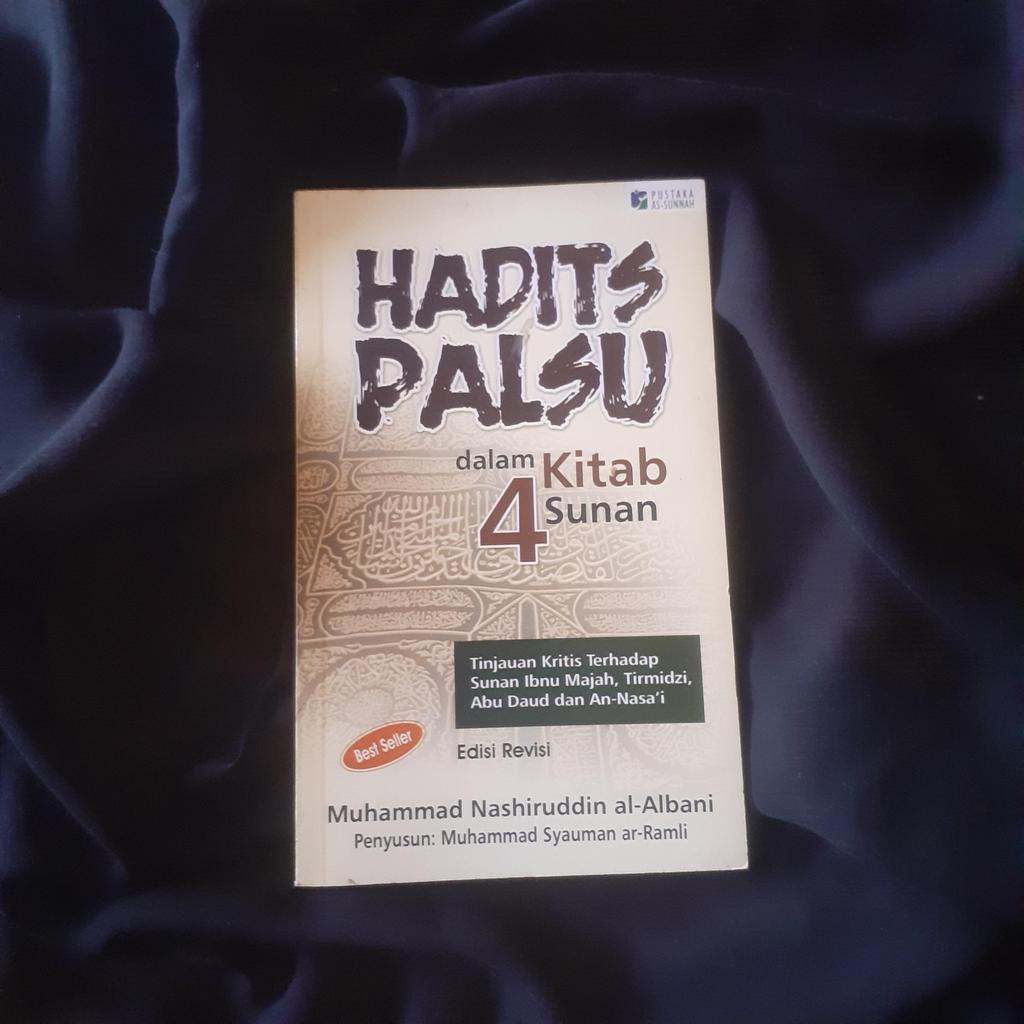 PUSTAKA
AS-SUNNAH
HADITS
PALSU
dalam Kitab
4 Sunan
Tinjauan Kritis Terhadap
Sunan Ibnu Majah, Tirmidzi,
Abu Daud dan An-Nasa'i
Best Seller
Edisi Revisi
Muhammad Nashiruddin al-Albani
Penyusun: Muhammad Syauman ar-Ramli